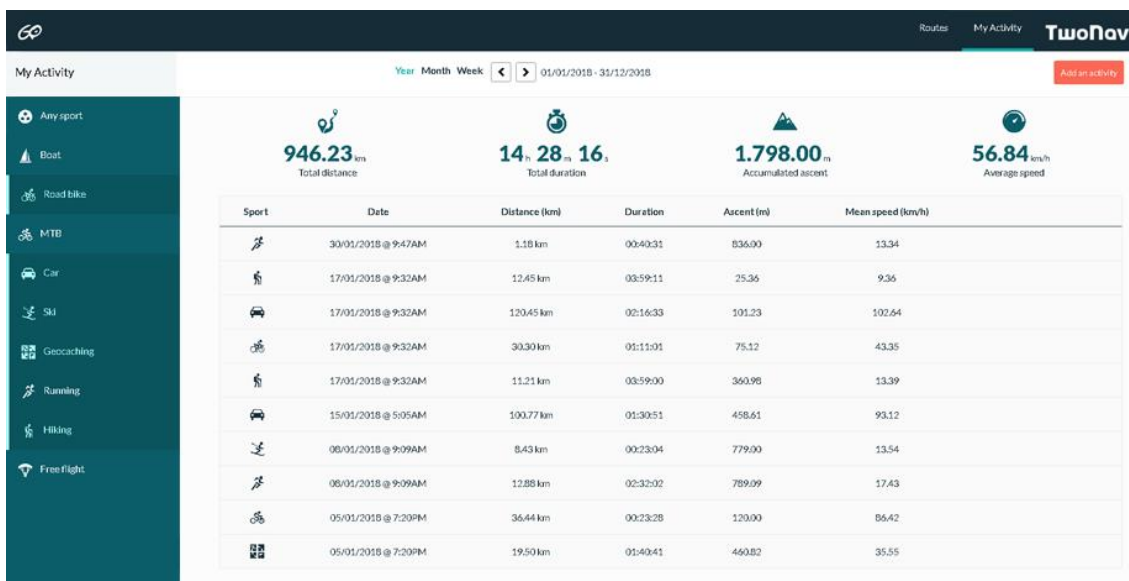 GO Routes My Activity TwoNav
My Activity Year Month Week 01/01/2018 - 31/12/2018 Add an activity
Any sport
Boat
Road bike
MTB
Car
Ski
Geocaching
Running
Hiking
Free flight
946.23 km 14 h 28 m 16 s 1.798.00 m 56.84 km/h
Total distance Total duration Accumulated ascent Average speed
Sport Date Distance (km) Duration Ascent (m) Mean speed (km/h)
30/01/2018 @ 9:47AM 1.18 km 00:40:31 836.00 13.34
17/01/2018 @ 9:32AM 12.45 km 03:59:11 25.36 9.36
17/01/2018 @ 9:32AM 120.45 km 02:16:33 101.23 102.64
17/01/2018 @ 9:32AM 30.30 km 01:11:01 75.12 43.35
17/01/2018 @ 9:32AM 11.21 km 03:59:00 360.98 13.39
15/01/2018 @ 5:05AM 100.77 km 01:30:51 458.61 93.12
08/01/2018 @ 9:09AM 8.43 km 00:23:04 779.00 13.54
08/01/2018 @ 9:09AM 12.88 km 02:32:02 789.09 17.43
05/01/2018 @ 7:20PM 36.44 km 00:23:28 120.00 86.42
05/01/2018 @ 7:20PM 19.50 km 01:40:41 460.82 35.55